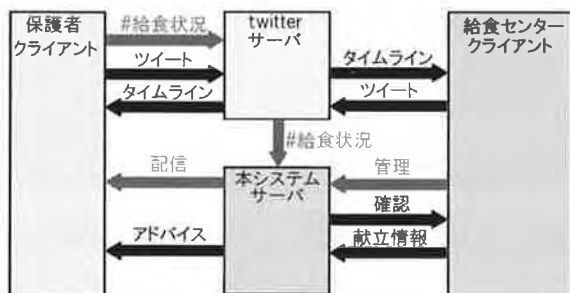 保護者
クライアント
#給食状況
ツイート
タイムライン
twitter
サーバ
タイムライン
ツイート
給食センター
クライアント
#給食状況
配信
アドバイス
本システム
サーバ
管理
確認
献立情報